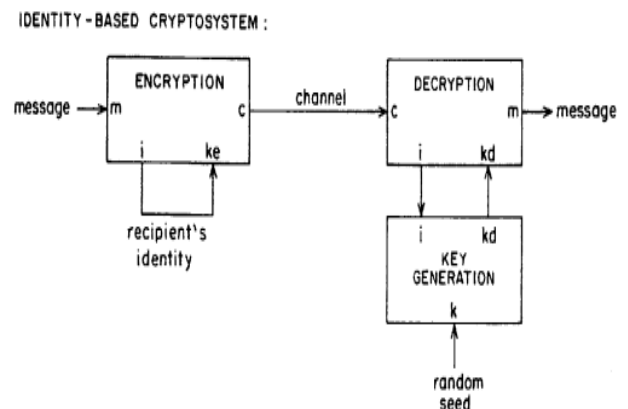 IDENTITY-BASED CRYPTOSYSTEM:
ENCRYPTION
message
m
c
i
ke
recipient's
identity
channel
DECRYPTION
c
m
message
i
kd
i
kd
KEY
GENERATION
k
random
seed